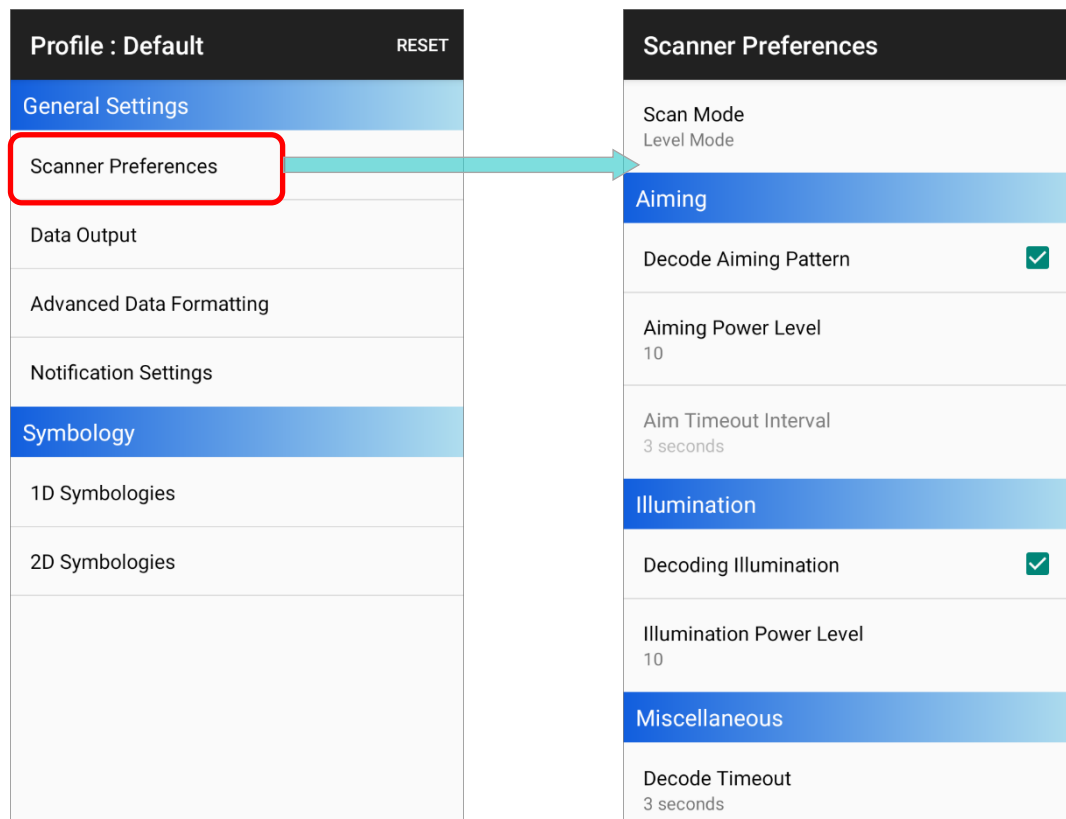 Profile : Default RESET
General Settings
Scanner Preferences
Data Output
Advanced Data Formatting
Notification Settings
Symbology
1D Symbologies
2D Symbologies
Scanner Preferences
Scan Mode
Level Mode
Aiming
Decode Aiming Pattern
Aiming Power Level
10
Aim Timeout Interval
3 seconds
Illumination
Decoding Illumination
Illumination Power Level
10
Miscellaneous
Decode Timeout
3 seconds